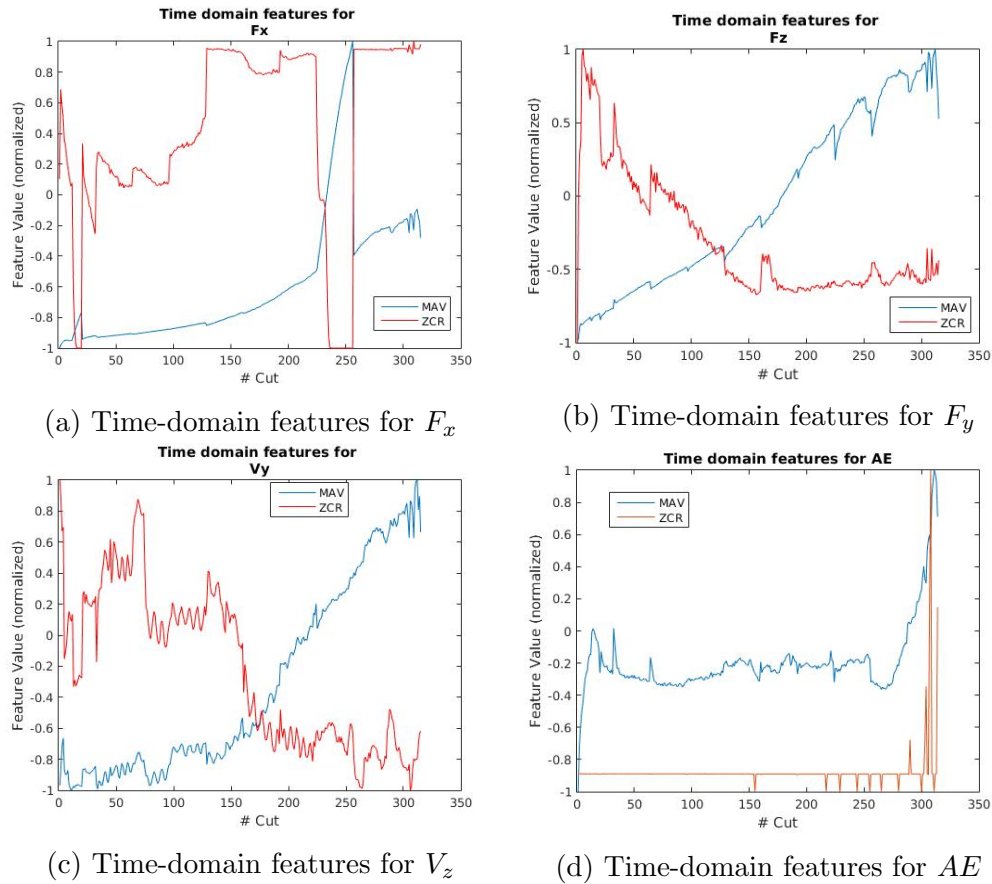 Time domain features for
Fx
Feature Value (normalized)
1
0.8
0.6
0.4
0.2
0
-0.2
-0.4
-0.6
-0.8
-1
0 50 100 150 200 250 300 350
# Cut
MAV
ZCR
(a) Time-domain features for F_x
Time domain features for
Fz
Feature Value (normalized)
1
0.5
0
-0.5
-1
0 50 100 150 200 250 300 350
# Cut
MAV
ZCR
(b) Time-domain features for F_y
Time domain features for
Vy
Feature Value (normalized)
1
0.8
0.6
0.4
0.2
0
-0.2
-0.4
-0.6
-0.8
-1
0 50 100 150 200 250 300 350
# Cut
MAV
ZCR
(c) Time-domain features for V_z
Time domain features for AE
Feature Value (normalized)
1
0.8
0.6
0.4
0.2
0
-0.2
-0.4
-0.6
-0.8
-1
0 50 100 150 200 250 300 350
# Cut
MAV
ZCR
(d) Time-domain features for AE